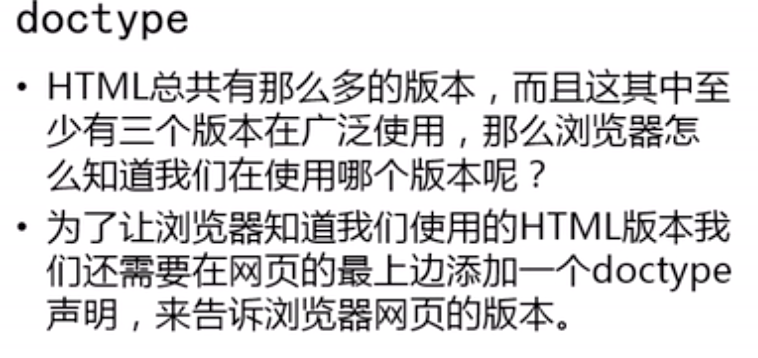 doctype
• HTML总共有那么多的版本，而且这其中至
少有三个版本在广泛使用，那么浏览器怎
么知道我们在使用哪个版本呢？
• 为了让浏览器知道我们使用的HTML版本我
们还需要在网页的最上边添加一个doctype
声明，来告诉浏览器网页的版本。